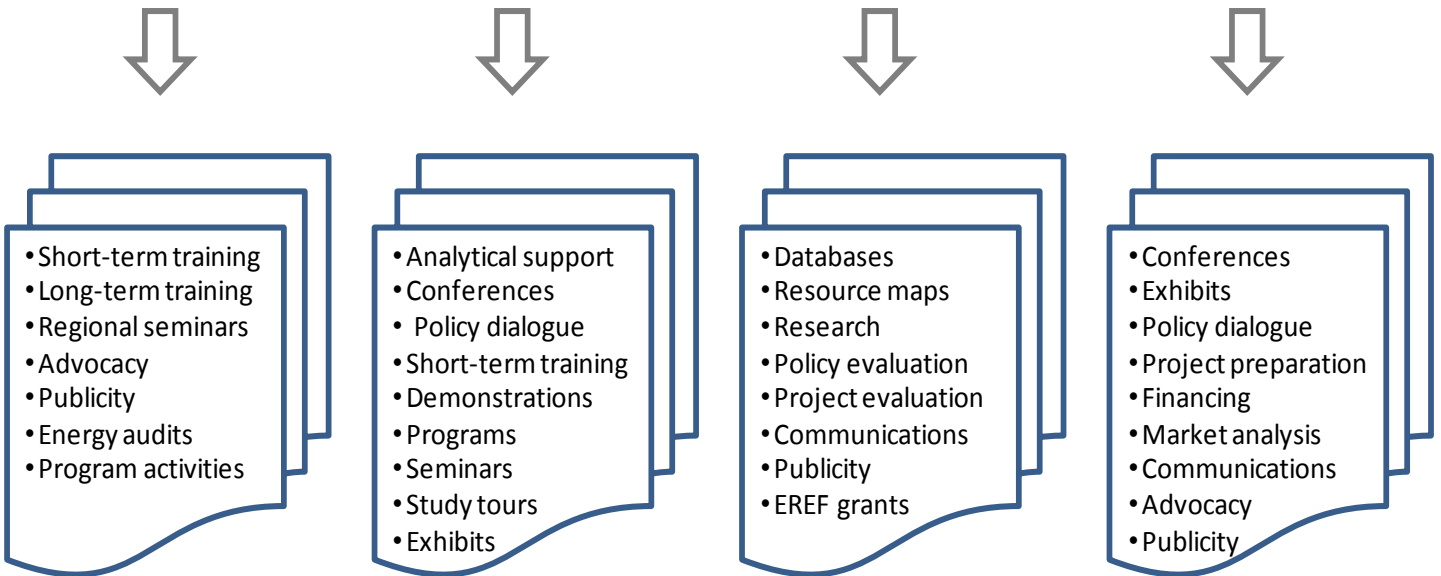 •Short-term training
•Long-term training
•Regional seminars
•Advocacy
•Publicity
•Energy audits
•Program activities
•Analytical support
•Conferences
• Policy dialogue
•Short-term training
•Demonstrations
•Programs
•Seminars
•Study tours
•Exhibits
•Databases
•Resource maps
•Research
•Policy evaluation
•Project evaluation
•Communications
•Publicity
•EREF grants
•Conferences
•Exhibits
•Policy dialogue
•Project preparation
•Financing
•Market analysis
•Communications
•Advocacy
•Publicity